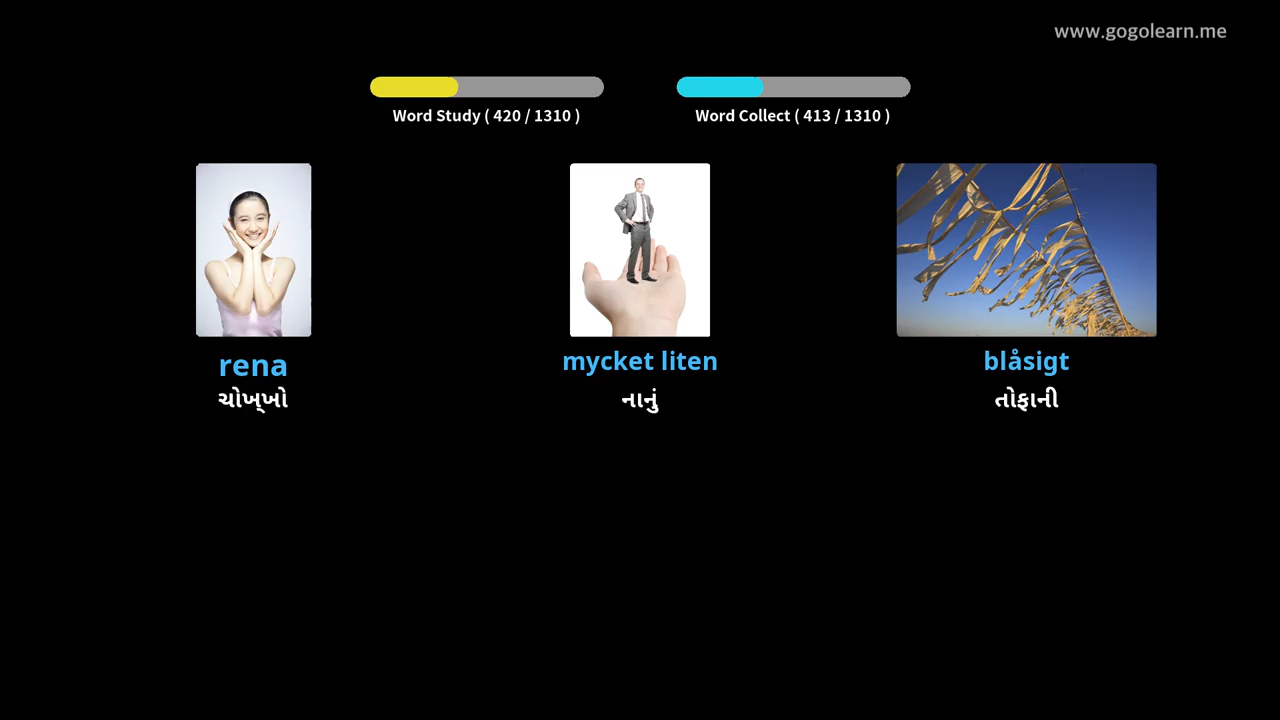 www.gogolearn.me
Word Study ( 420 / 1310 )
Word Collect ( 413 / 1310 )
rena
ચોખ્ખો
mycket liten
નાનું
blåsigt
તોફાની